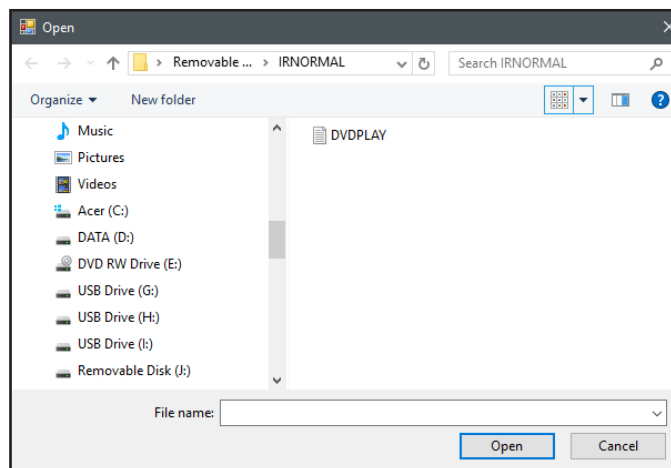 Open
Removable ... > IRNORMAL
Search IRNORMAL
Organize
New folder
Music
Pictures
Videos
Acer (C:)
DATA (D:)
DVD RW Drive (E:)
USB Drive (G:)
USB Drive (H:)
USB Drive (I:)
Removable Disk (J:)
DVDPLAY
File name:
Open
Cancel